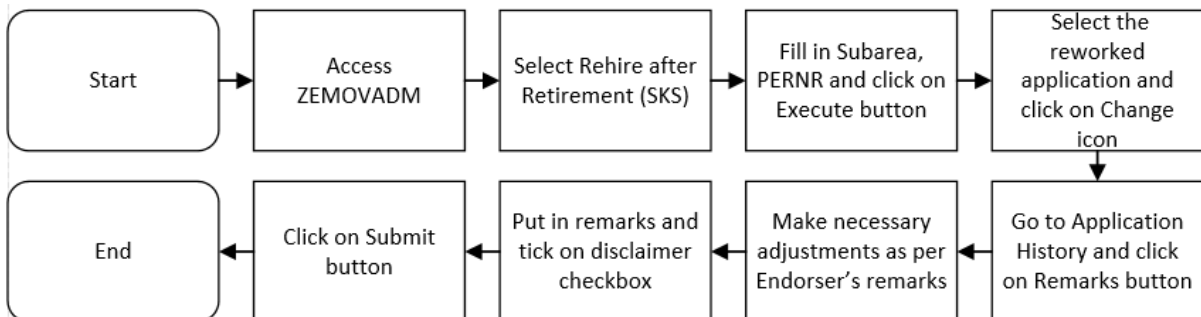 Start
Access
ZEMOVADM
Select Rehire after
Retirement (SKS)
Fill in Subarea,
PERNR and click on
Execute button
Select the
reworked
application and
click on Change
icon
Go to Application
History and click
on Remarks button
Make necessary
adjustments as per
Endorser’s remarks
Put in remarks and
tick on disclaimer
checkbox
Click on Submit
button
End